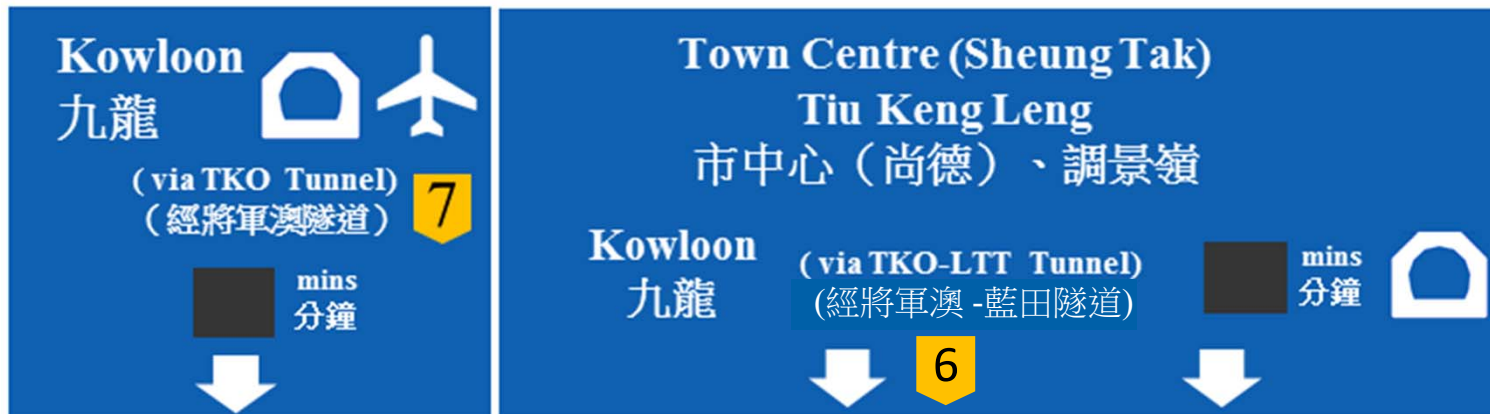 Kowloon
九龍
(via TKO Tunnel)
(經將軍澳隧道)
7
mins
分鐘
Town Centre (Sheung Tak)
Tiu Keng Leng
市中心（尚德）、調景嶺
Kowloon
九龍
(via TKO-LTT Tunnel)
(經將軍澳 -藍田隧道)
mins
分鐘
6